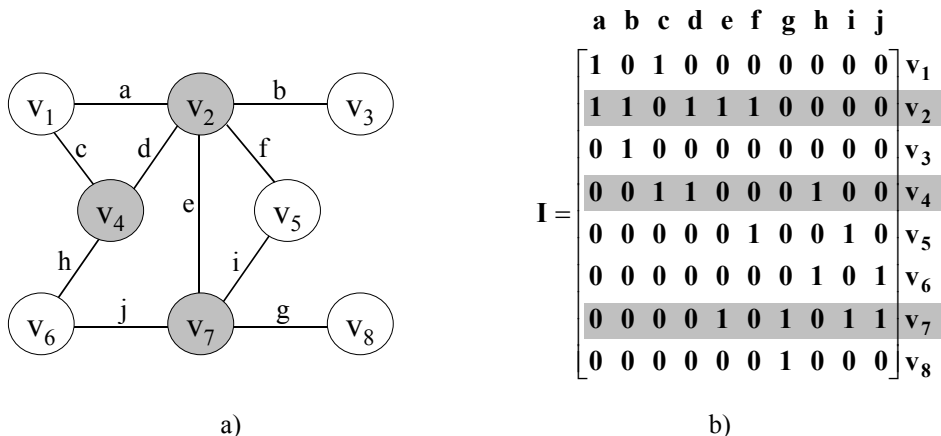 a b c d e f g h i j
1 0 1 0 0 0 0 0 0 0 v1
a b
v1 v2 v3
1 1 0 1 1 1 0 0 0 0 v2
c d f
0 1 0 0 0 0 0 0 0 0 v3
v4 e v5
0 0 1 1 0 0 0 1 0 0 v4
I =
0 0 0 0 0 1 0 0 1 0 v5
h i
0 0 0 0 0 0 0 1 0 1 v6
j g
v6 v7 v8
0 0 0 0 1 0 1 0 1 1 v7
0 0 0 0 0 0 1 0 0 0 v8
a) b)